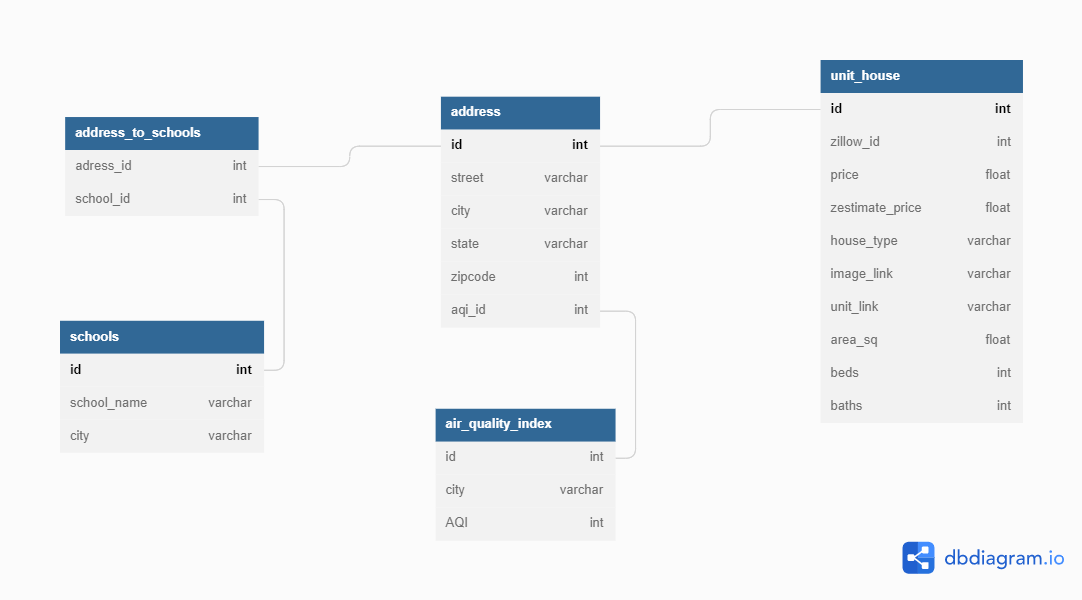 address_to_schools
adress_id int
school_id int
schools
id int
school_name varchar
city varchar
address
id int
street varchar
city varchar
state varchar
zipcode int
aqi_id int
air_quality_index
id int
city varchar
AQI int
unit_house
id int
zillow_id int
price float
zestimate_price float
house_type varchar
image_link varchar
unit_link varchar
area_sq float
beds int
baths int
dbdiagram.io